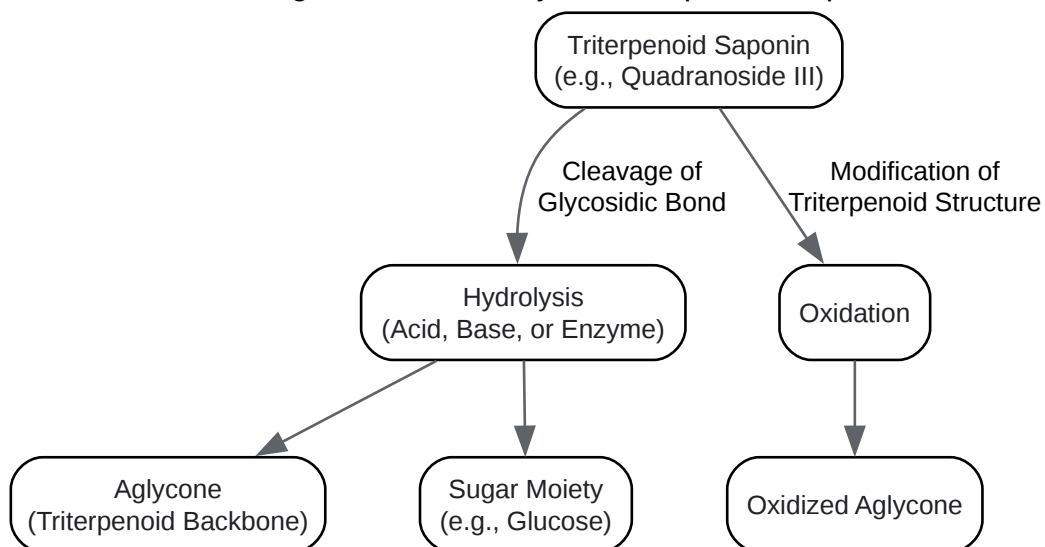 Triterpenoid Saponin
(e.g., Quadranoside III)
Cleavage of
Glycosidic Bond
Modification of
Triterpenoid Structure
Hydrolysis
(Acid, Base, or Enzyme)
Oxidation
Aglycone
(Triterpenoid Backbone)
Sugar Moiety
(e.g., Glucose)
Oxidized Aglycone